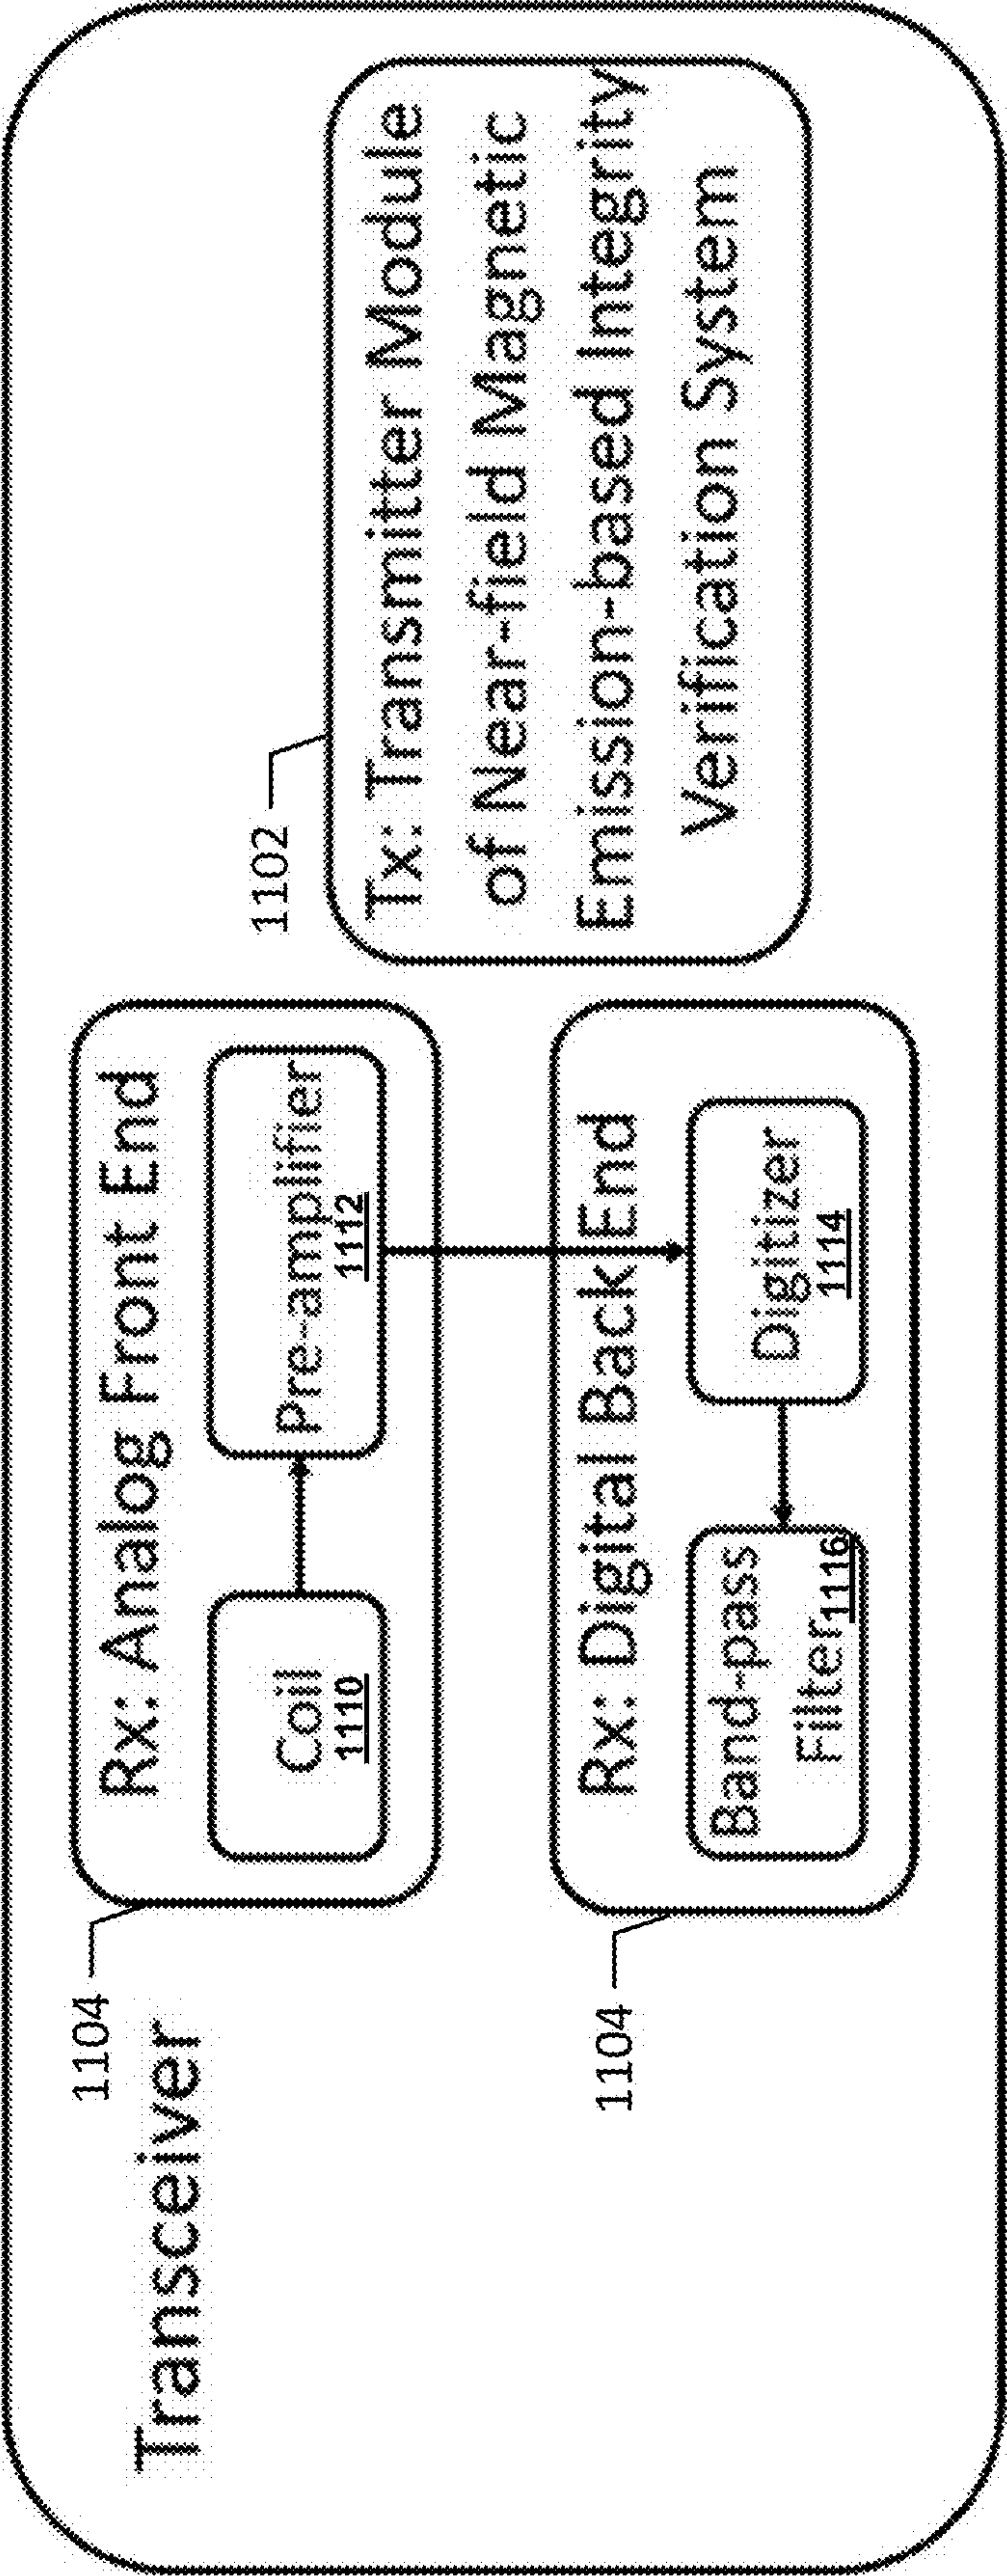 Transceiver
1104
Rx: Analog Front End
Coil
1110
Pre-amplifier
1112
1104
Rx: Digital Back End
Band-pass
Filter 1116
Digitizer
1114
1102
Tx: Transmitter Module
of Near-field Magnetic
Emission-based Integrity
Verification System